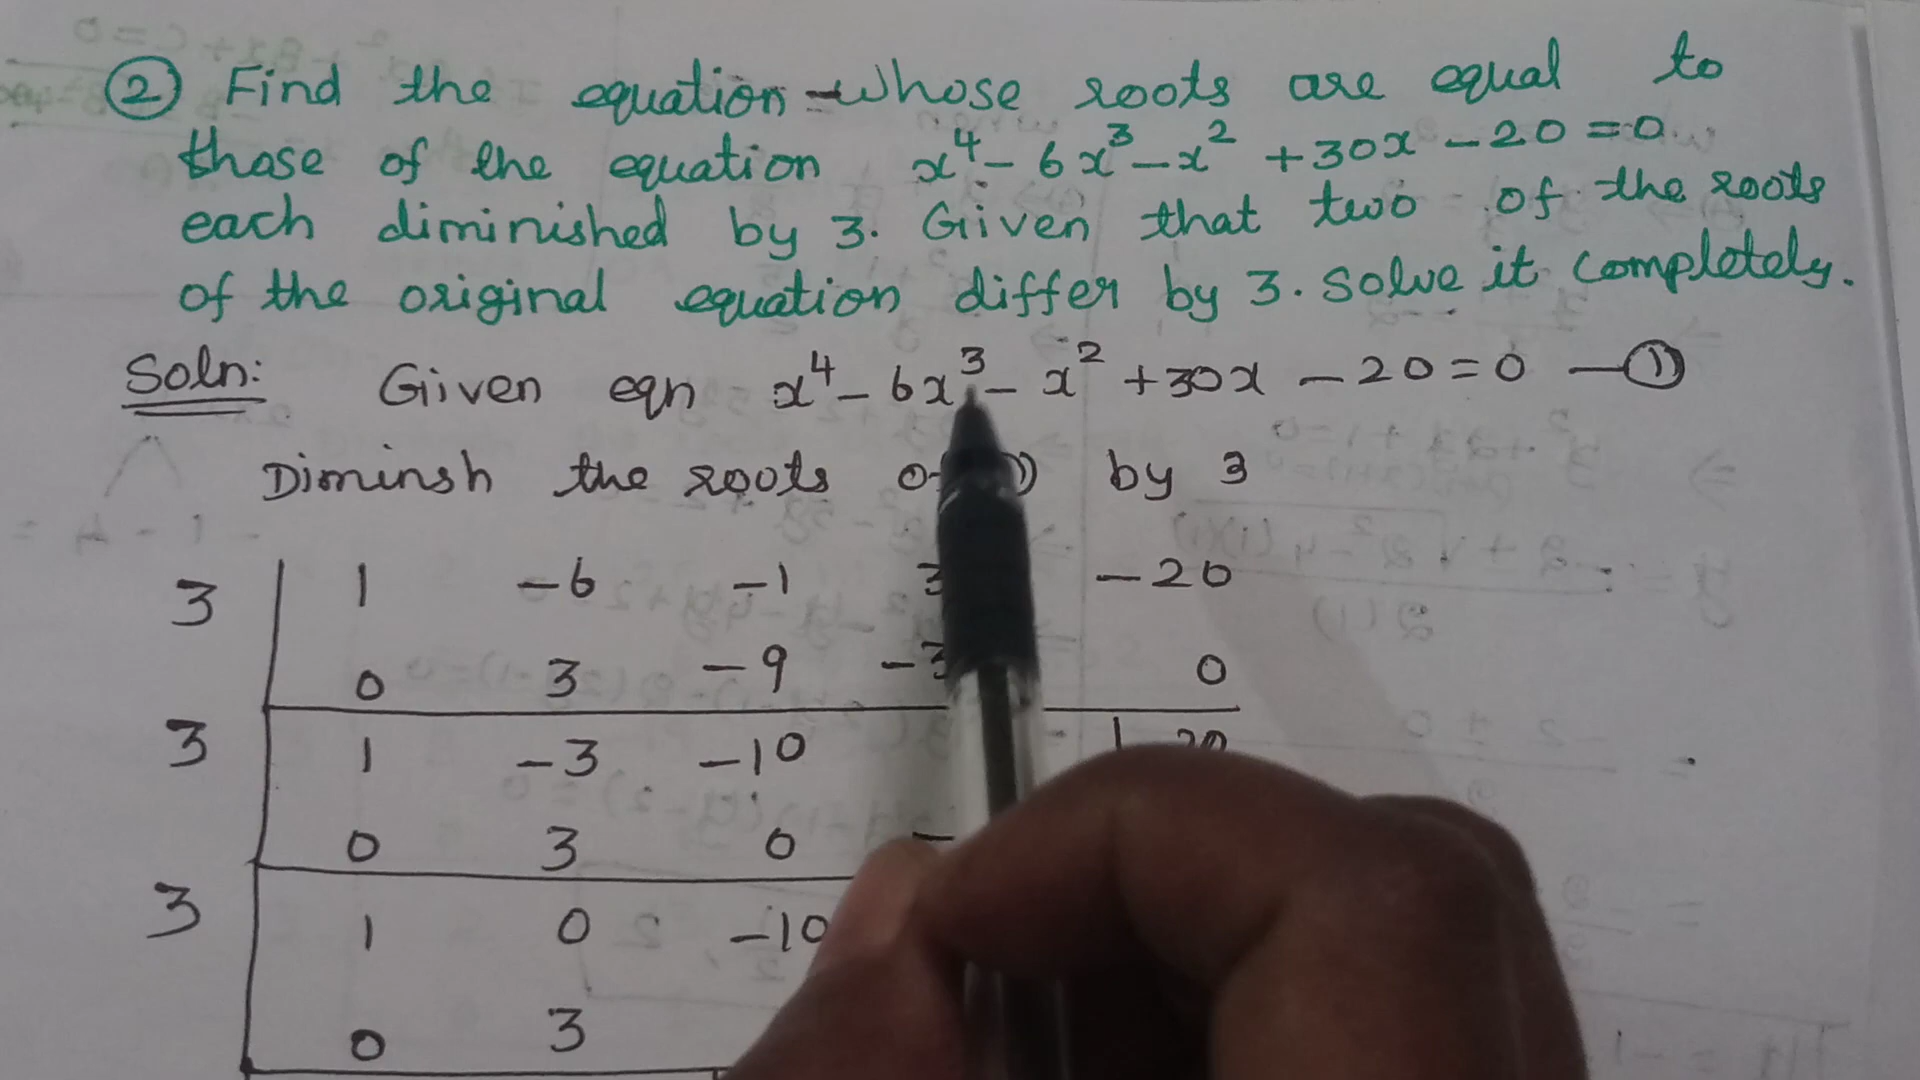 ② Find the equation whose roots are equal to
those of the equation x⁴ - 6x³ - x² + 30x - 20 = 0
each diminished by 3. Given that two of the roots
of the original equation differ by 3. solve it completely.
Soln: Given eqn x⁴ - 6x³ - x² + 30x - 20 = 0 — ①
Diminsh the roots by 3
3 1 -6 -1 3 -20
0 3 -9 -3 0
3 1 -3 -10 -20
0 3 0 -
3 1 0 -10
0 3